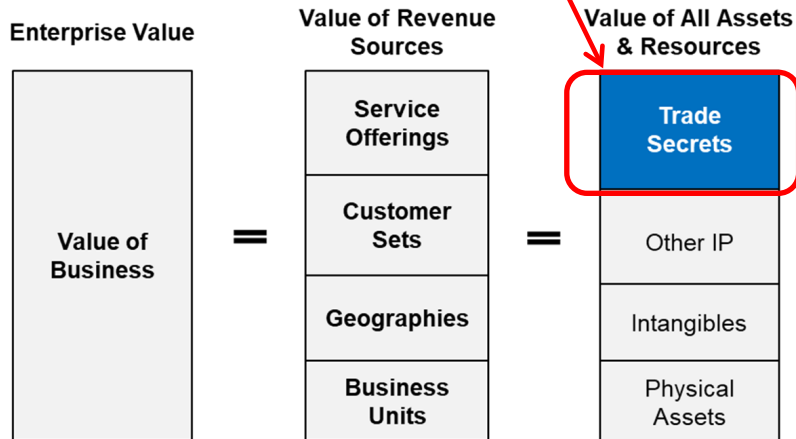 Enterprise Value
Value of Revenue
Sources
Value of All Assets
& Resources
Value of
Business
=
Service
Offerings
Customer
Sets
Geographies
Business
Units
=
Trade
Secrets
Other IP
Intangibles
Physical
Assets